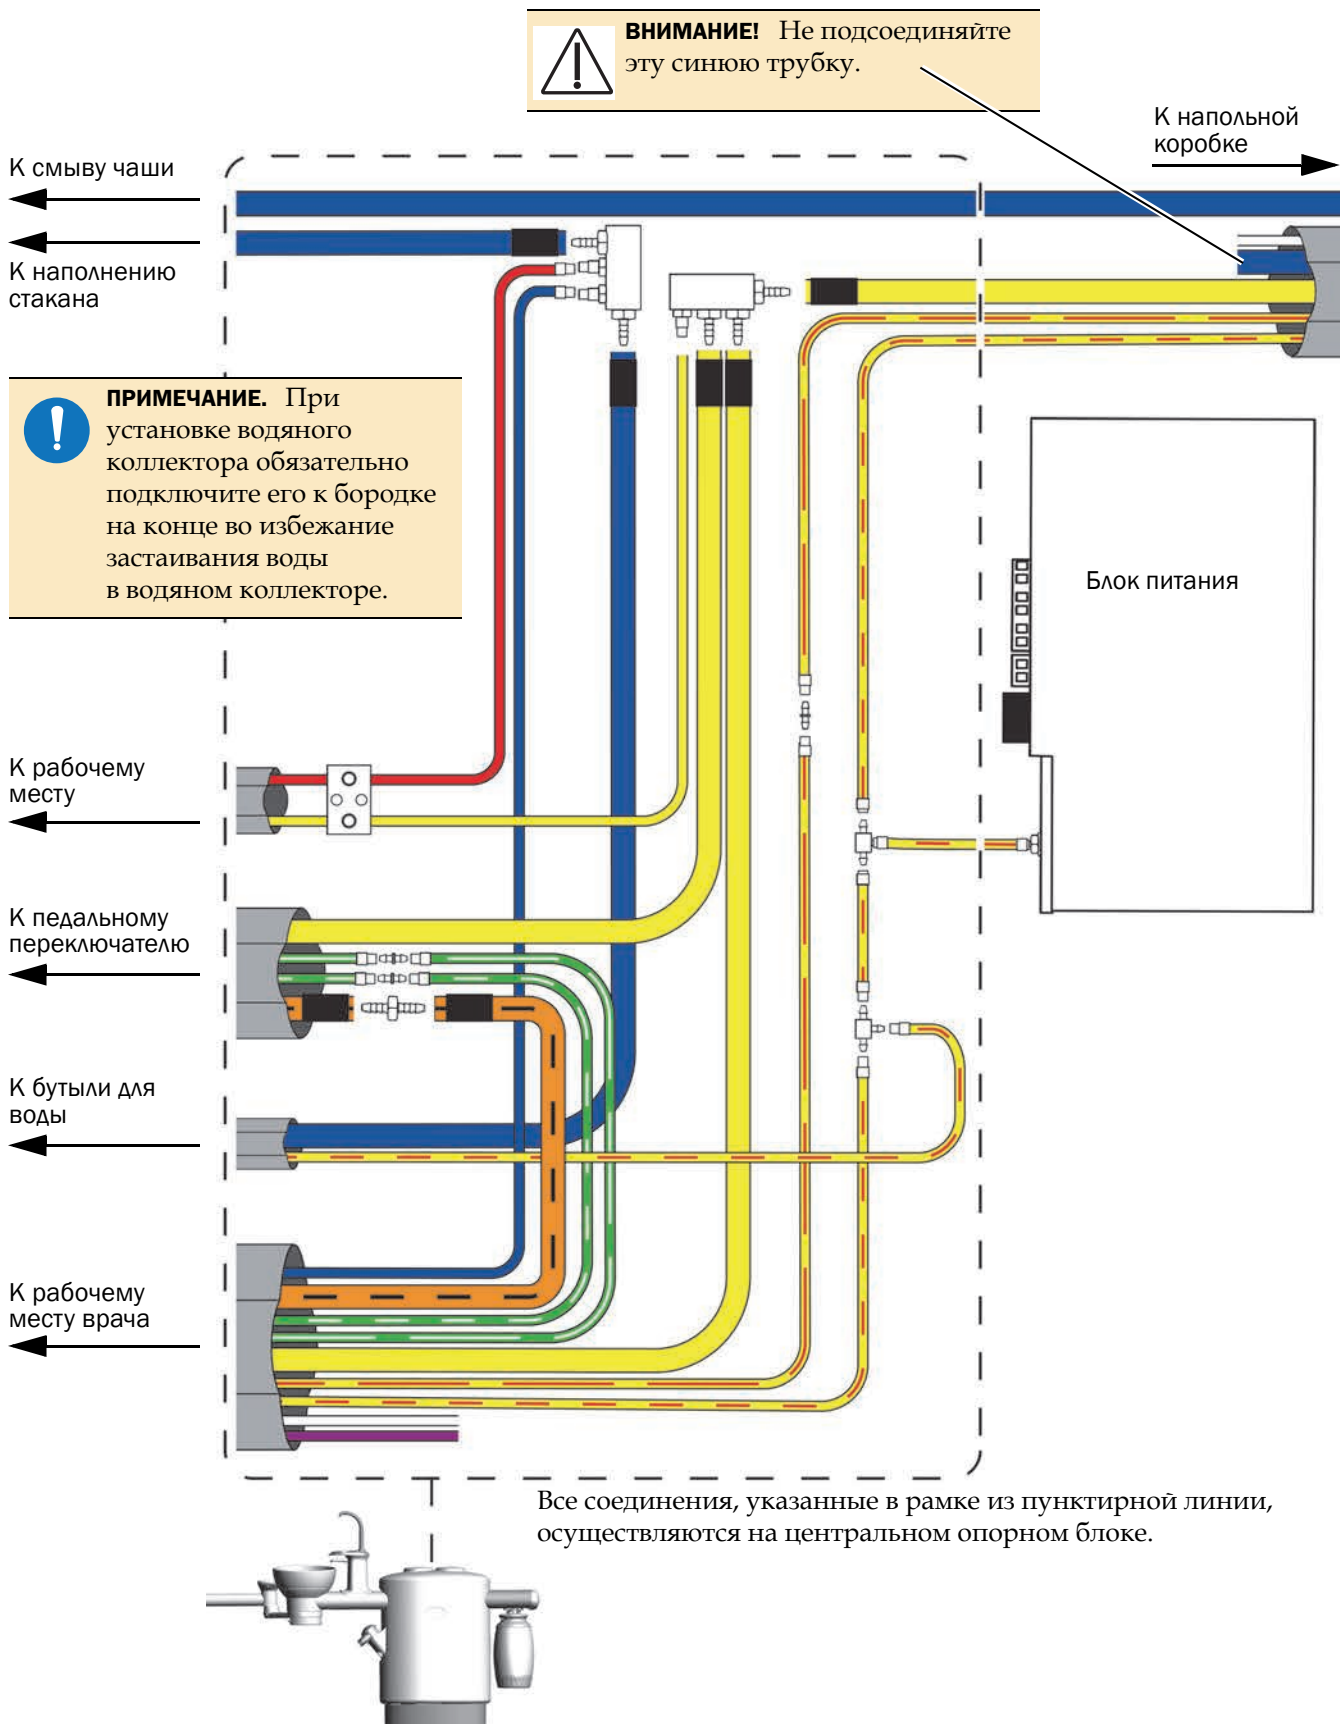 ВНИМАНИЕ! Не подсоединяйте
эту синюю трубку.
К напольной
коробке
К смыву чаши
К наполнению
стакана
ПРИМЕЧАНИЕ. При
установке водяного
коллектора обязательно
подключите его к бородке
на конце во избежание
застаивания воды
в водяном коллекторе.
Блок питания
К рабочему
месту
К педальному
переключателю
К бутыли для
воды
К рабочему
месту врача
Все соединения, указанные в рамке из пунктирной линии,
осуществляются на центральном опорном блоке.